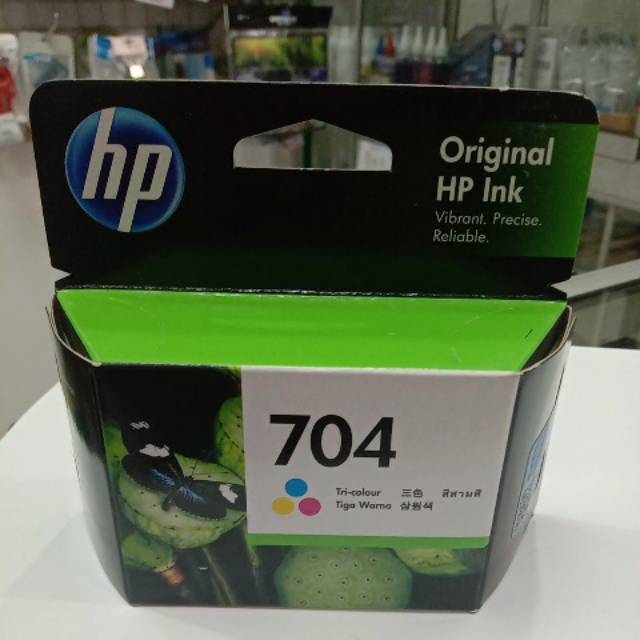 hp
Original
HP Ink
Vibrant. Precise.
Reliable.
704
Tri-colour 三色 สีสามสี
Tiga Warna 삼원색